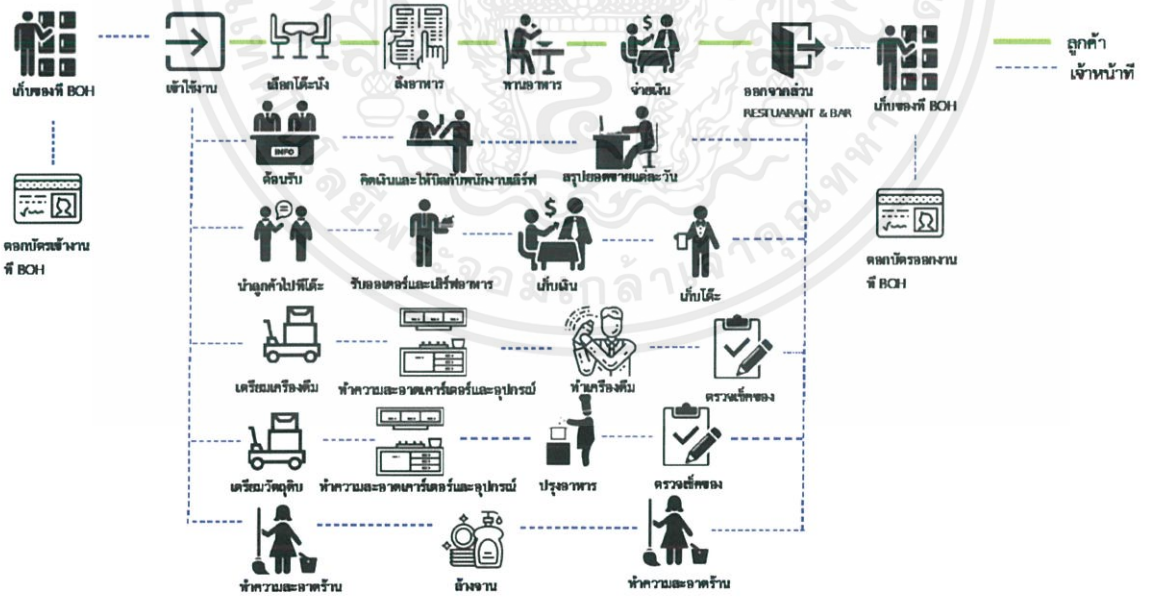 ลูกค้า
เจ้าหน้าที่
เก็บของที่ BOH
เข้าใช้งาน
เลือกโต๊ะนั่ง
สั่งอาหาร
ทานอาหาร
จ่ายเงิน
ออกจากส่วน
RESTUARANT & BAR
เก็บของที่ BOH
INFO
ต้อนรับ
คิดเงินและให้บิลกับพนักงานเสิร์ฟ
สรุปยอดขายแต่ละวัน
ตอกบัตรเข้างาน
ที่ BOH
นำลูกค้าไปที่โต๊ะ
รับออเดอร์และเสิร์ฟอาหาร
เก็บเงิน
เก็บโต๊ะ
ตอกบัตรออกงาน
ที่ BOH
เตรียมเครื่องดื่ม
ทำความสะอาดเคาร์เตอร์และอุปกรณ์
ทำเครื่องดื่ม
ตรวจเช็คของ
เตรียมวัตถุดิบ
ทำความสะอาดเคาร์เตอร์และอุปกรณ์
ปรุงอาหาร
ตรวจเช็คของ
ทำความสะอาดร้าน
ล้างจาน
ทำความสะอาดร้าน